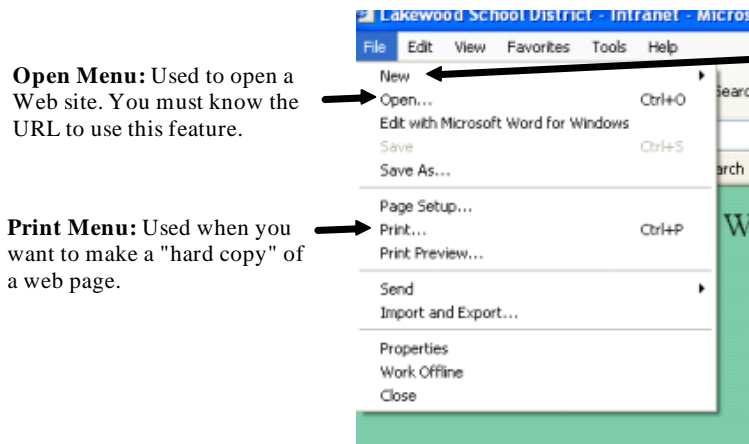 Lakewood School District - Intranet - Micros
File Edit View Favorites Tools Help
Open Menu: Used to open a
Web site. You must know the
URL to use this feature.
New
Open... Ctrl+O
Edit with Microsoft Word for Windows
Save Ctrl+S
Save As...
Page Setup...
Print... Ctrl+P
Print Preview...
Send
Import and Export...
Properties
Work Offline
Close
Print Menu: Used when you
want to make a "hard copy" of
a web page.
Searc
arch
W